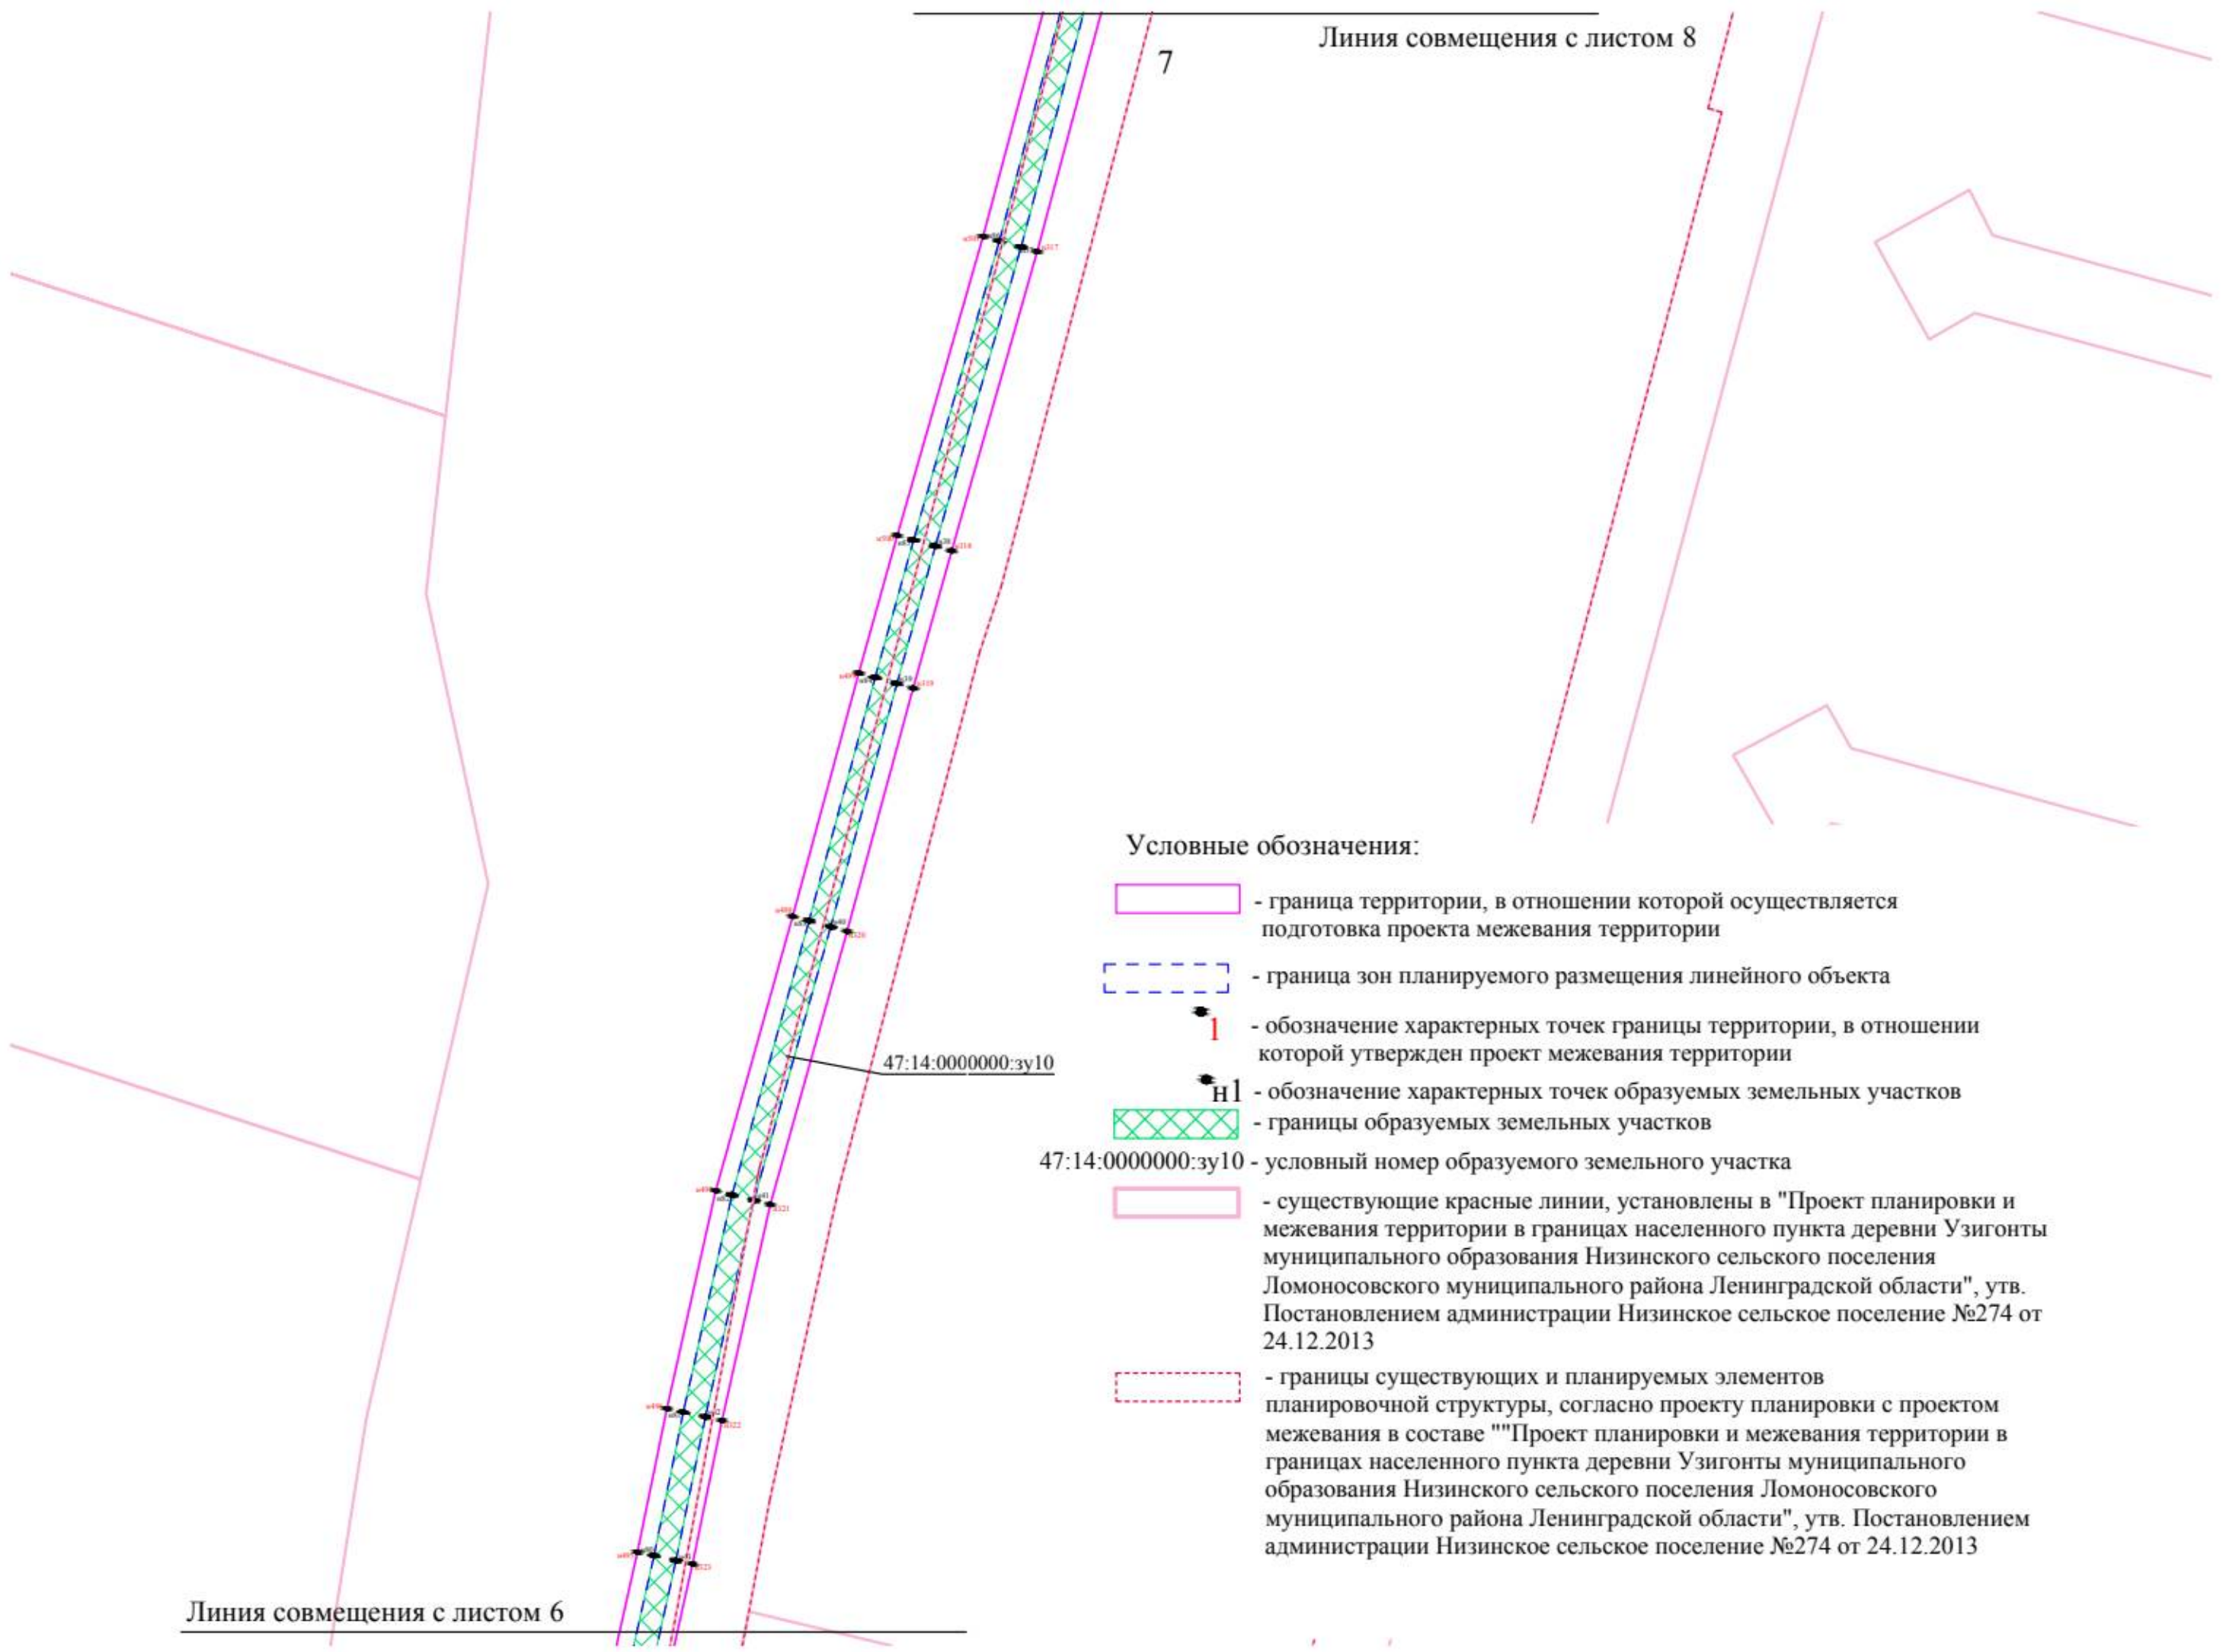 Линия совмещения с листом 8
7
н317
н318
н319
н320
47:14:0000000:зу10
н321
н322
н323
Линия совмещения с листом 6
Условные обозначения:
- граница территории, в отношении которой осуществляется
подготовка проекта межевания территории
- граница зон планируемого размещения линейного объекта
1
- обозначение характерных точек границы территории, в отношении
которой утвержден проект межевания территории
н1 - обозначение характерных точек образуемых земельных участков
- границы образуемых земельных участков
47:14:0000000:зу10 - условный номер образуемого земельного участка
- существующие красные линии, установлены в "Проект планировки и
межевания территории в границах населенного пункта деревни Узигонты
муниципального образования Низинского сельского поселения
Ломоносовского муниципального района Ленинградской области", утв.
Постановлением администрации Низинское сельское поселение №274 от
24.12.2013
- границы существующих и планируемых элементов
планировочной структуры, согласно проекту планировки с проектом
межевания в составе ""Проект планировки и межевания территории в
границах населенного пункта деревни Узигонты муниципального
образования Низинского сельского поселения Ломоносовского
муниципального района Ленинградской области", утв. Постановлением
администрации Низинское сельское поселение №274 от 24.12.2013